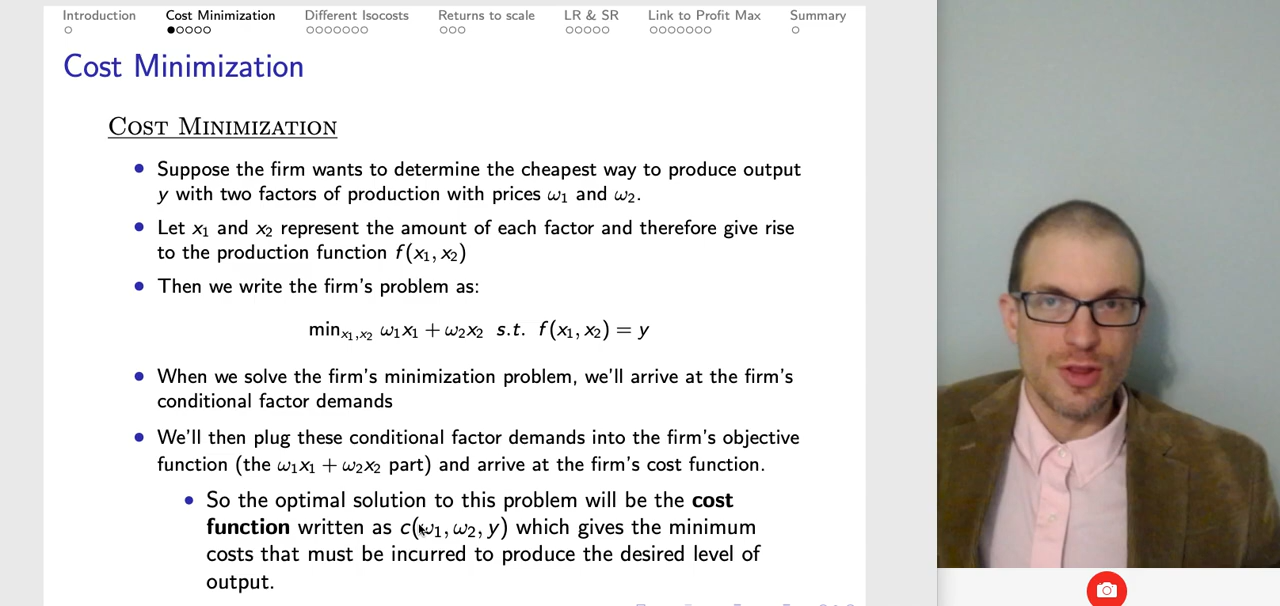 Introduction Cost Minimization Different Isocosts Returns to scale LR & SR Link to Profit Max Summary
Cost Minimization
COST MINIMIZATION
• Suppose the firm wants to determine the cheapest way to produce output
y with two factors of production with prices ω₁ and ω₂.
• Let x₁ and x₂ represent the amount of each factor and therefore give rise
to the production function f(x₁, x₂)
• Then we write the firm's problem as:
min_{x₁,x₂} ω₁x₁ + ω₂x₂ s.t. f(x₁, x₂) = y
• When we solve the firm's minimization problem, we'll arrive at the firm's
conditional factor demands
• We'll then plug these conditional factor demands into the firm's objective
function (the ω₁x₁ + ω₂x₂ part) and arrive at the firm's cost function.
• So the optimal solution to this problem will be the cost
function written as c(ω₁, ω₂, y) which gives the minimum
costs that must be incurred to produce the desired level of
output.